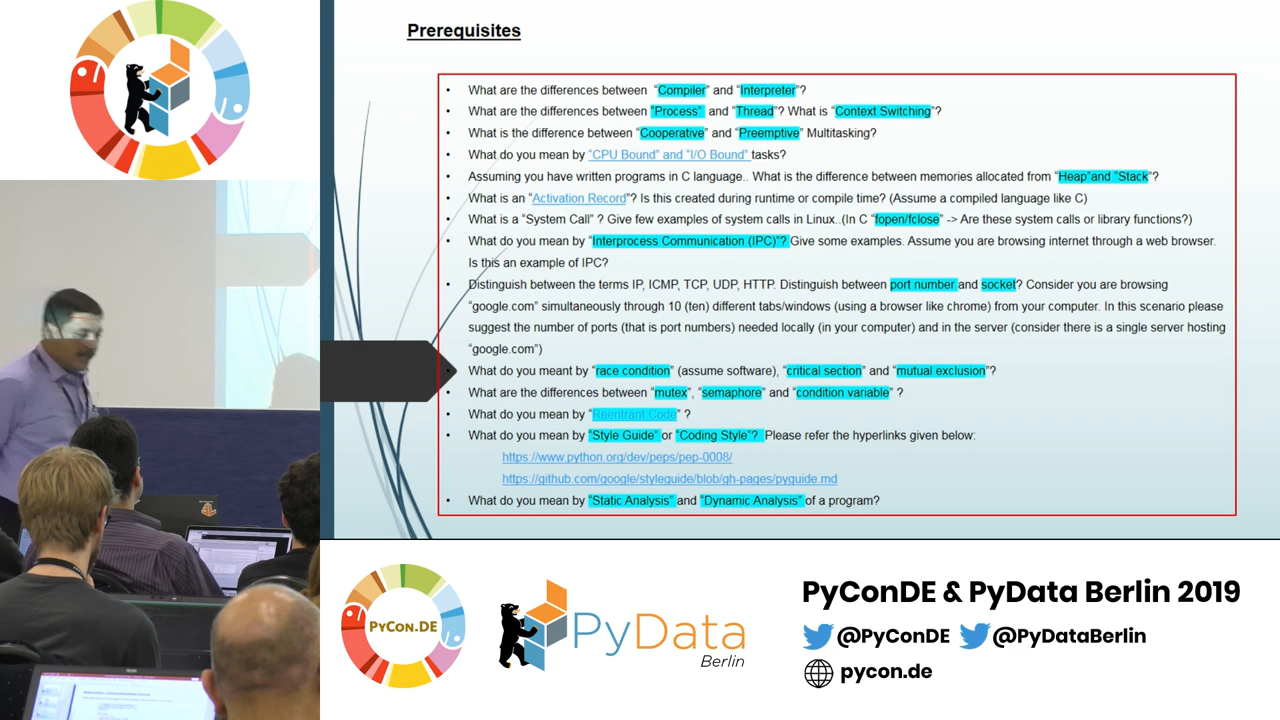 Prerequisites
• What are the differences between “Compiler” and “Interpreter”?
• What are the differences between “Process” and “Thread”? What is “Context Switching”?
• What is the difference between “Cooperative” and “Preemptive” Multitasking?
• What do you mean by “CPU Bound” and “I/O Bound” tasks?
• Assuming you have written programs in C language.. What is the difference between memories allocated from “Heap”and “Stack”?
• What is an “Activation Record”? Is this created during runtime or compile time? (Assume a compiled language like C)
• What is a “System Call” ? Give few examples of system calls in Linux..(In C “fopen/fclose” -> Are these system calls or library functions?)
• What do you mean by “Interprocess Communication (IPC)”? Give some examples. Assume you are browsing internet through a web browser.
Is this an example of IPC?
• Distinguish between the terms IP, ICMP, TCP, UDP, HTTP. Distinguish between port number and socket? Consider you are browsing
“google.com” simultaneously through 10 (ten) different tabs/windows (using a browser like chrome) from your computer. In this scenario please
suggest the number of ports (that is port numbers) needed locally (in your computer) and in the server (consider there is a single server hosting
“google.com”)
• What do you meant by “race condition” (assume software), “critical section” and “mutual exclusion”?
• What are the differences between “mutex”, “semaphore” and “condition variable” ?
• What do you mean by “Reentrant Code” ?
• What do you mean by “Style Guide” or “Coding Style”? Please refer the hyperlinks given below:
https://www.python.org/dev/peps/pep-0008/
https://github.com/google/styleguide/blob/gh-pages/pyguide.md
• What do you mean by “Static Analysis” and “Dynamic Analysis” of a program?
PyCon.DE
PyData
Berlin
PyConDE & PyData Berlin 2019
@PyConDE @PyDataBerlin
pycon.de